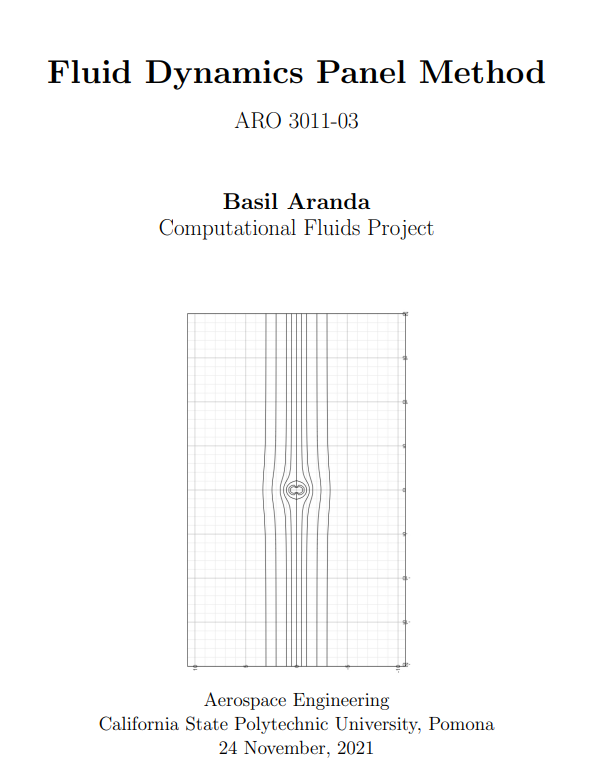 Fluid Dynamics Panel Method
ARO 3011-03
Basil Aranda
Computational Fluids Project
Aerospace Engineering
California State Polytechnic University, Pomona
24 November, 2021